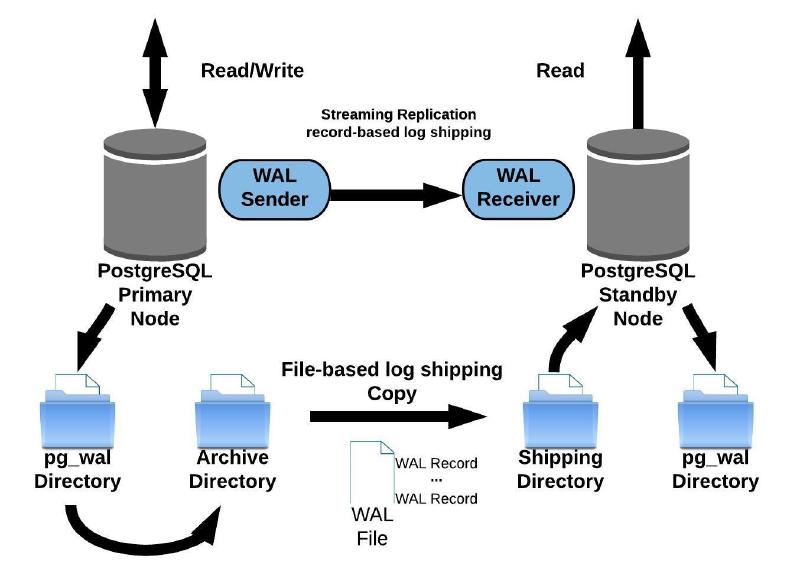 Read/Write
Read
Streaming Replication
record-based log shipping
WAL
Sender
WAL
Receiver
PostgreSQL
Primary
Node
PostgreSQL
Standby
Node
File-based log shipping
Copy
pg_wal
Directory
Archive
Directory
WAL Record
...
WAL Record
WAL
File
Shipping
Directory
pg_wal
Directory